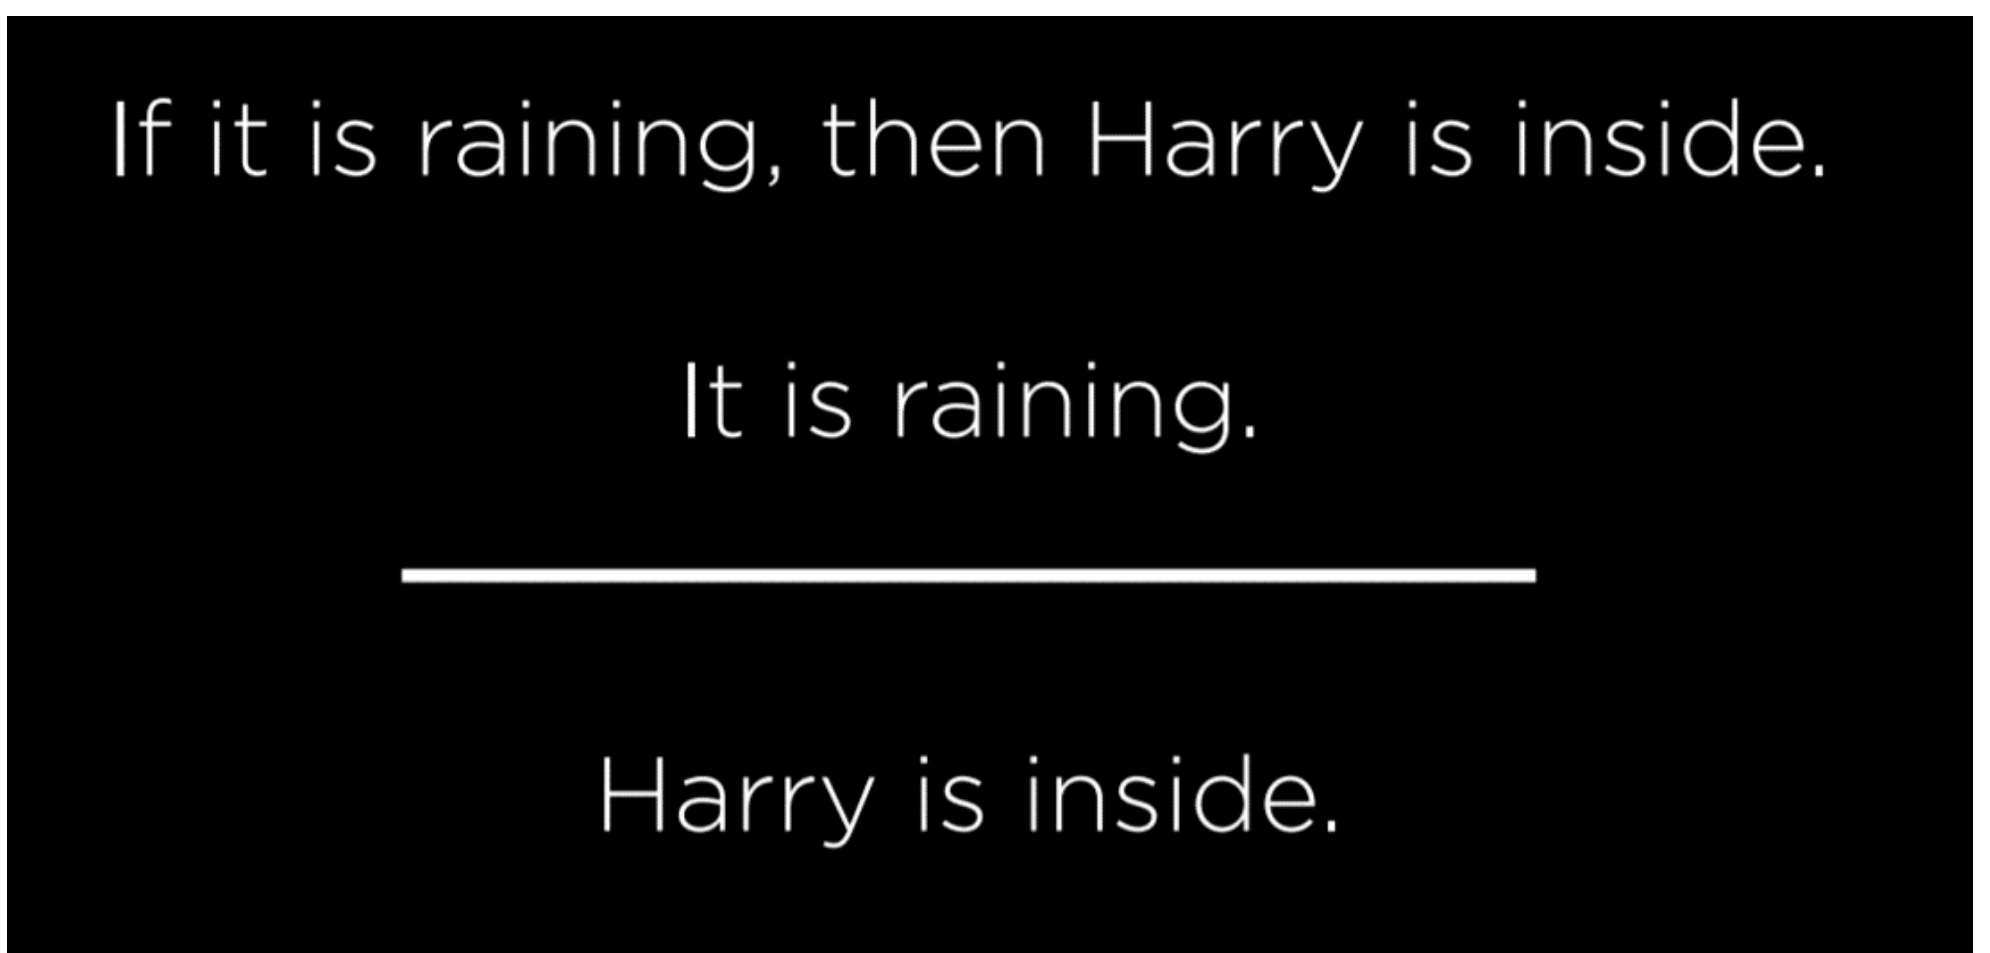 If it is raining, then Harry is inside.
It is raining.
Harry is inside.